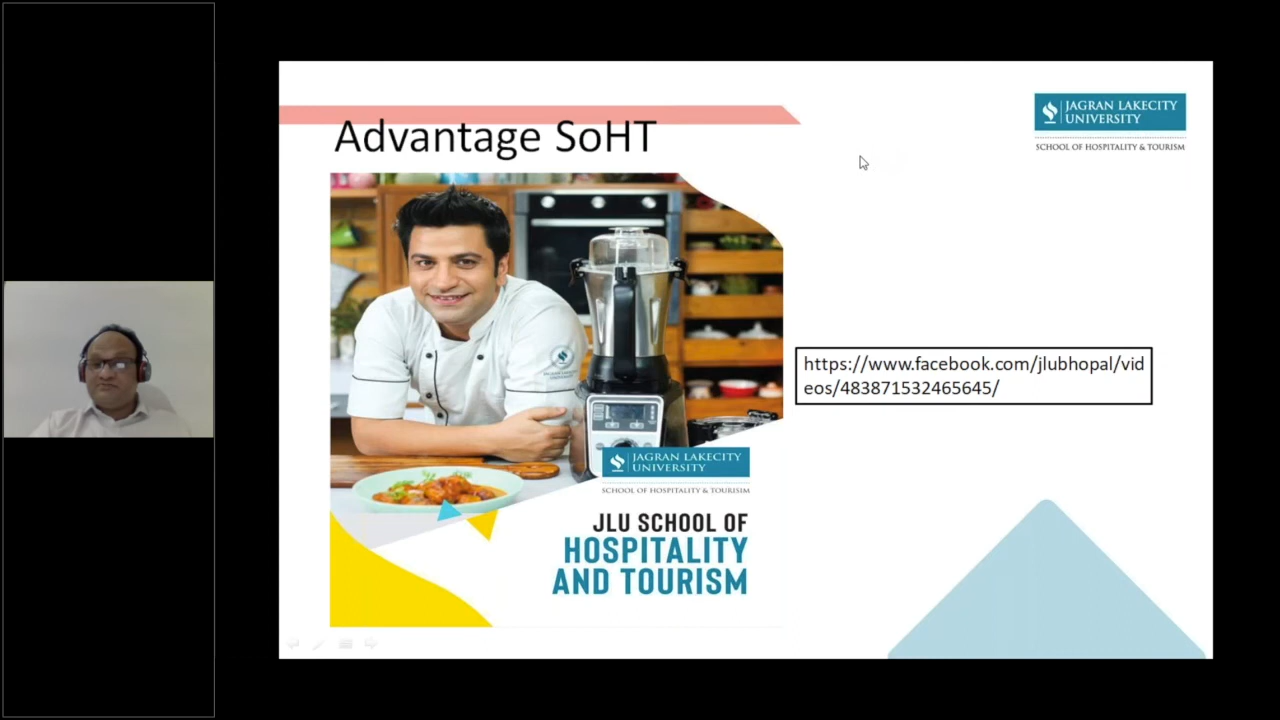 Advantage SoHT
JAGRAN LAKECITY
UNIVERSITY
SCHOOL OF HOSPITALITY & TOURISM
https://www.facebook.com/jlubhopal/vid
eos/483871532465645/
JAGRAN LAKECITY
UNIVERSITY
SCHOOL OF HOSPITALITY & TOURISIM
JLU SCHOOL OF
HOSPITALITY
AND TOURISM